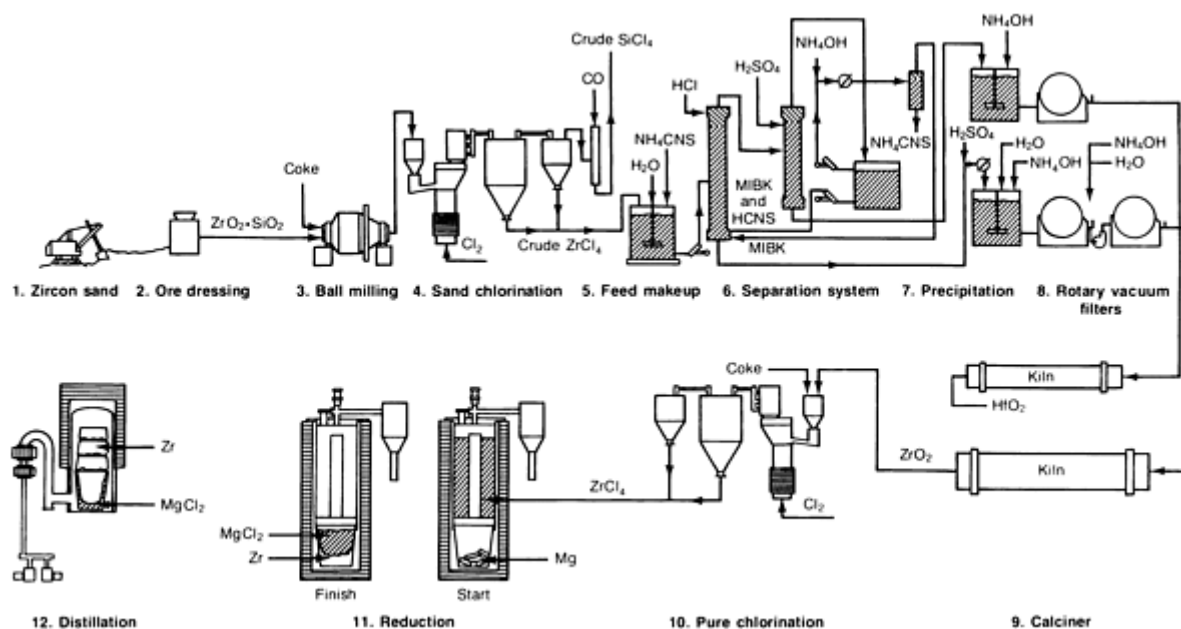 Crude SiCl₄
CO
Coke
ZrO₂•SiO₂
Cl₂
Crude ZrCl₄
H₂O
NH₄CNS
HCl
H₂SO₄
NH₄OH
MIBK
and
HCNS
MIBK
NH₄CNS
NH₄OH
H₂SO₄
H₂O
NH₄OH
NH₄OH
H₂O
1. Zircon sand
2. Ore dressing
3. Ball milling
4. Sand chlorination
5. Feed makeup
6. Separation system
7. Precipitation
8. Rotary vacuum
filters
Kiln
HfO₂
Kiln
ZrO₂
Coke
Cl₂
ZrCl₄
Mg
Start
MgCl₂
Zr
Finish
Zr
MgCl₂
12. Distillation
11. Reduction
10. Pure chlorination
9. Calciner